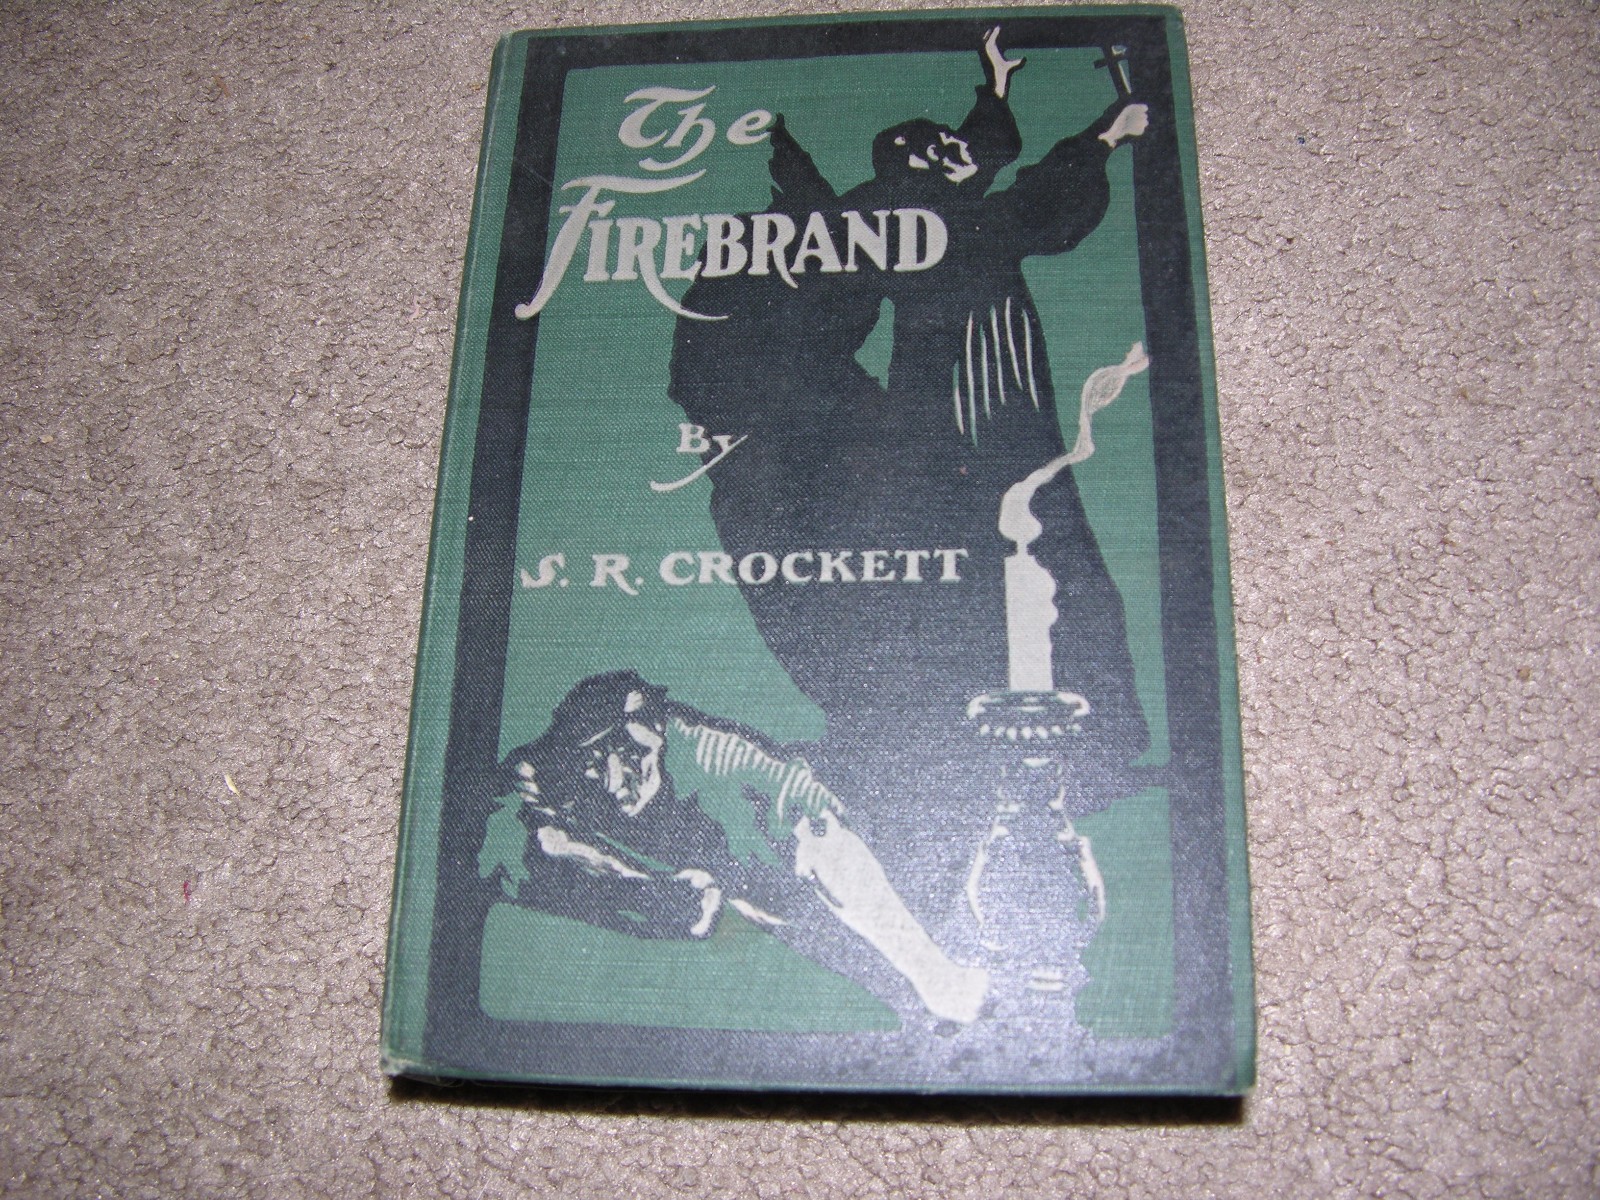 The
FIREBRAND
By
S. R. CROCKETT